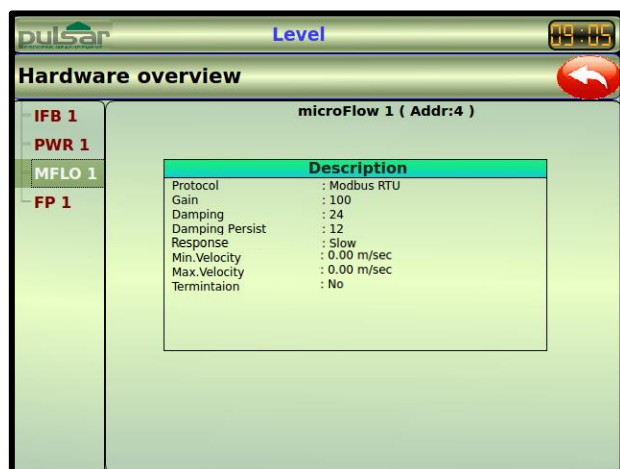 pulsar
Level
09:05
Hardware overview
IFB 1
PWR 1
MFLO 1
FP 1
microFlow 1 ( Addr:4 )
Description
Protocol : Modbus RTU
Gain : 100
Damping : 24
Damping Persist : 12
Response : Slow
Min.Velocity : 0.00 m/sec
Max.Velocity : 0.00 m/sec
Termintaion : No